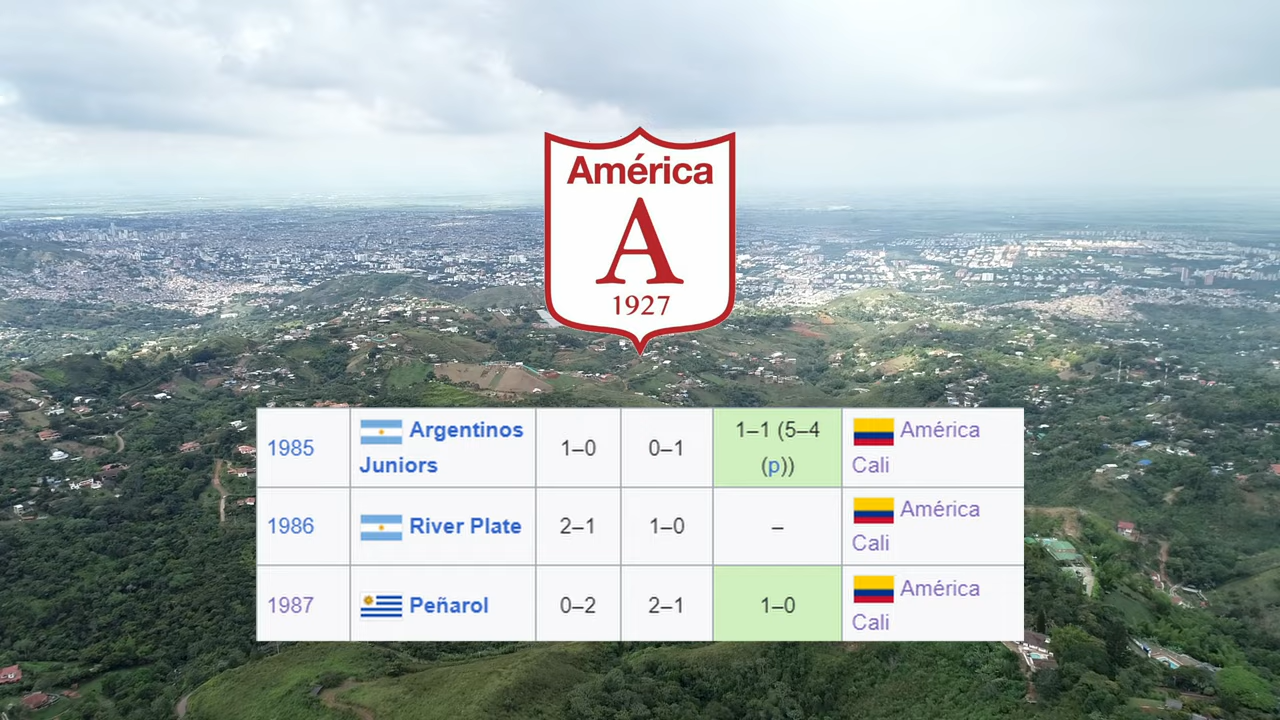 América
A
1927
1985 Argentinos Juniors 1–0 0–1 1–1 (5–4 (p)) América Cali
1986 River Plate 2–1 1–0 – América Cali
1987 Peñarol 0–2 2–1 1–0 América Cali